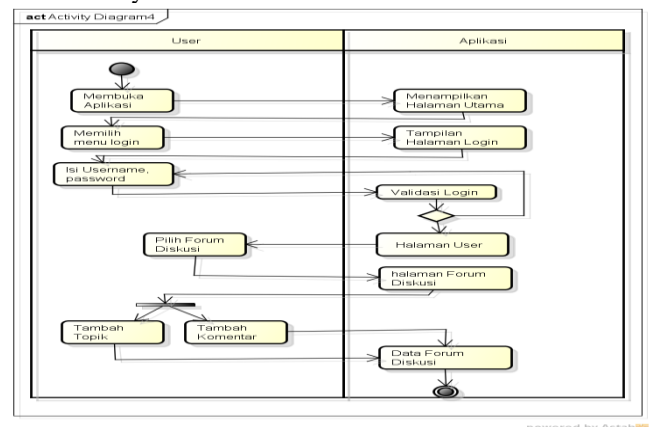 act Activity Diagram4
User
Aplikasi
Membuka
Aplikasi
Menampilkan
Halaman Utama
Memilih
menu login
Tampilan
Halaman Login
Isi Username,
password
Validasi Login
Pilih Forum
Diskusi
Halaman User
halaman Forum
Diskusi
Tambah
Topik
Tambah
Komentar
Data Forum
Diskusi